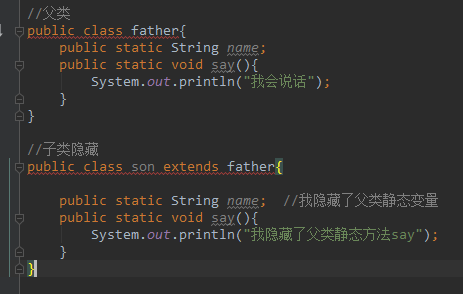 //父类
public class father{
public static String name;
public static void say(){
System.out.println("我会说话");
}
}
//子类隐藏
public class son extends father{
public static String name;  //我隐藏了父类静态变量
public static void say(){
System.out.println("我隐藏了父类静态方法say");
}
}